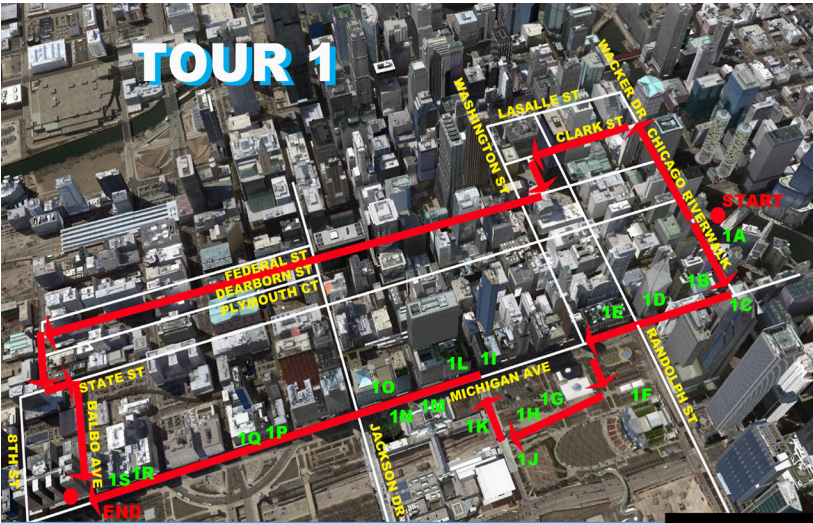 TOUR 1
WACKER DR
LASALLE ST
WASHINGTON ST
CLARK ST
CHICAGO RIVERWALK
START
1A
1B
1C
1D
1E
FEDERAL ST
DEARBORN ST
PLYMOUTH CT
1F
RANDOLPH ST
1G
1H
1I
1J
1K
1L
MICHIGAN AVE
1M
1N
1O
STATE ST
JACKSON DR
1P
1Q
BALBO AVE
8TH ST
1R
1S
END